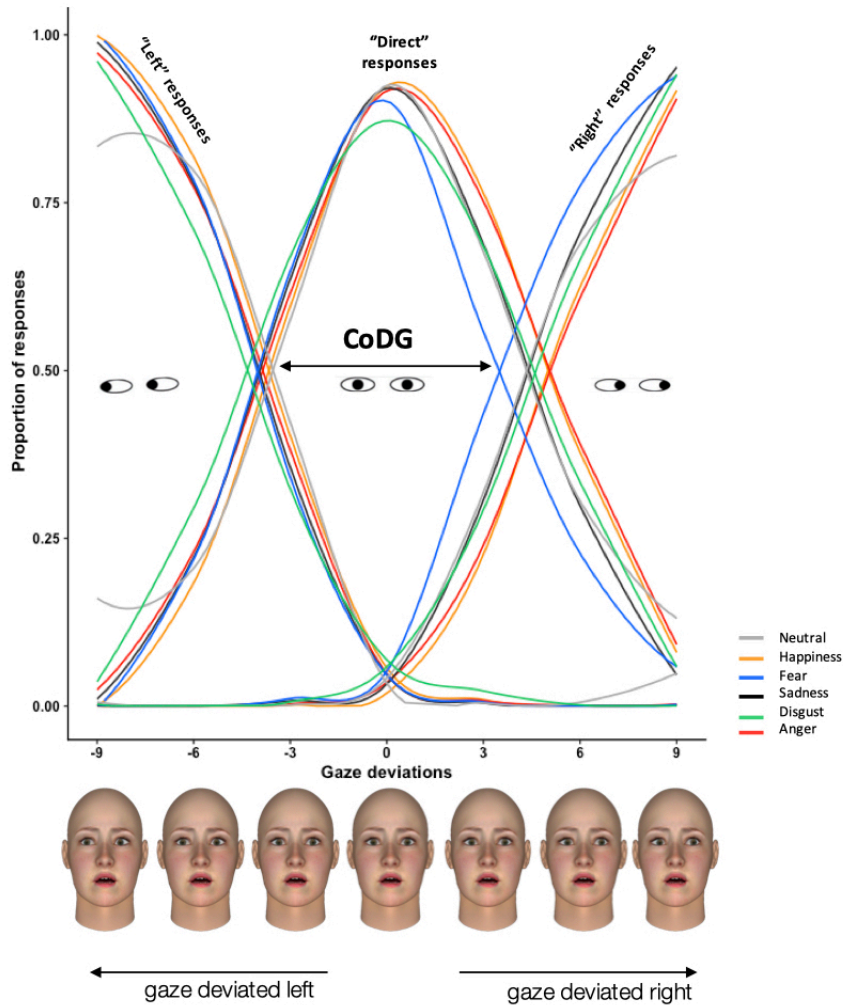 1.00
0.75
0.50
0.25
0.00
Proportion of responses
“Left” responses
“Direct”
responses
“Right” responses
CoDG
-9
-6
-3
0
3
6
9
Gaze deviations
Neutral
Happiness
Fear
Sadness
Disgust
Anger
gaze deviated left
gaze deviated right